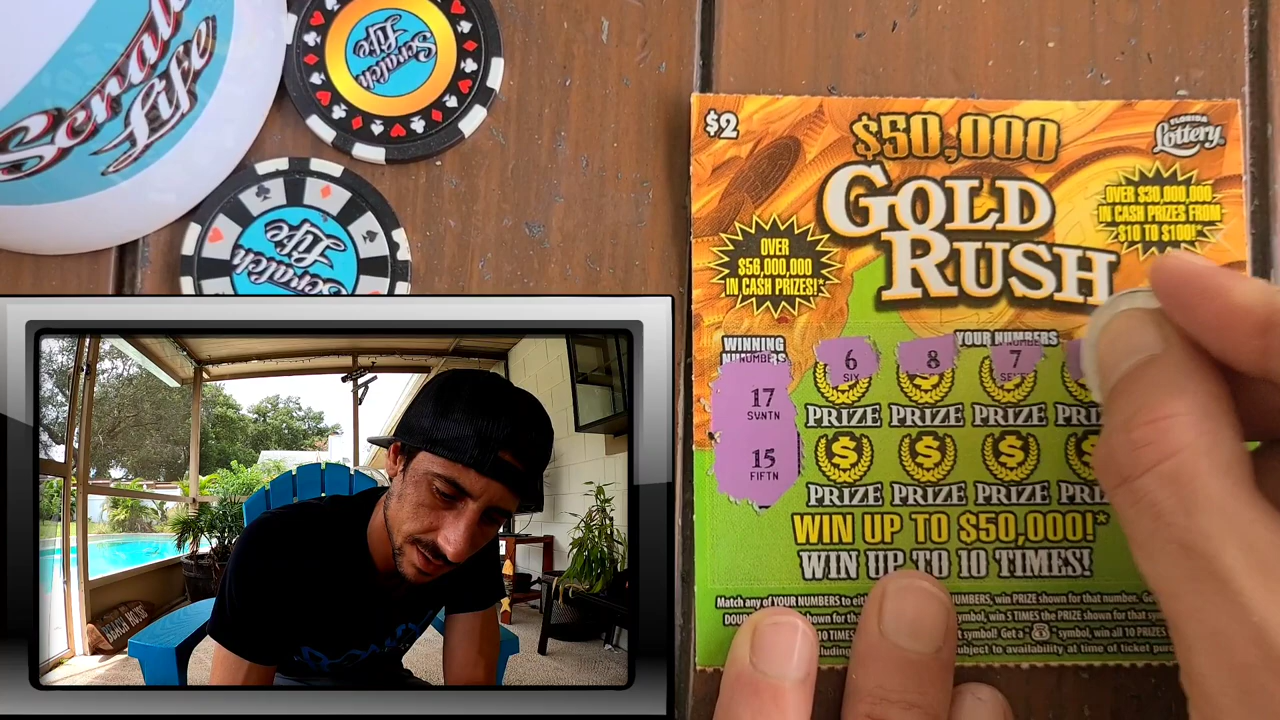 Scratch
Life
Scratch
Life
Scratch
Life
$2
$50,000
GOLD
RUSH
FLORIDA
Lottery
OVER $30,000,000
IN CASH PRIZES FROM
$10 TO $100!*
OVER
$56,000,000
IN CASH PRIZES!*
WINNING
NUMBERS
YOUR NUMBERS
17
SVNTN
15
FIFTN
6
SIX
8
7
PRIZE PRIZE PRIZE
$ $ $ $
PRIZE PRIZE PRIZE
WIN UP TO $50,000!*
WIN UP TO 10 TIMES!
Match any of YOUR NUMBERS to UMBERS, win PRIZE shown for that number.
symbol, win 5 TIMES the PRIZE shown for that
10 TIMES symbol! Get a " " symbol, win all 10 PRIZES
subject to availability at time of ticket
BEACH HOUSE